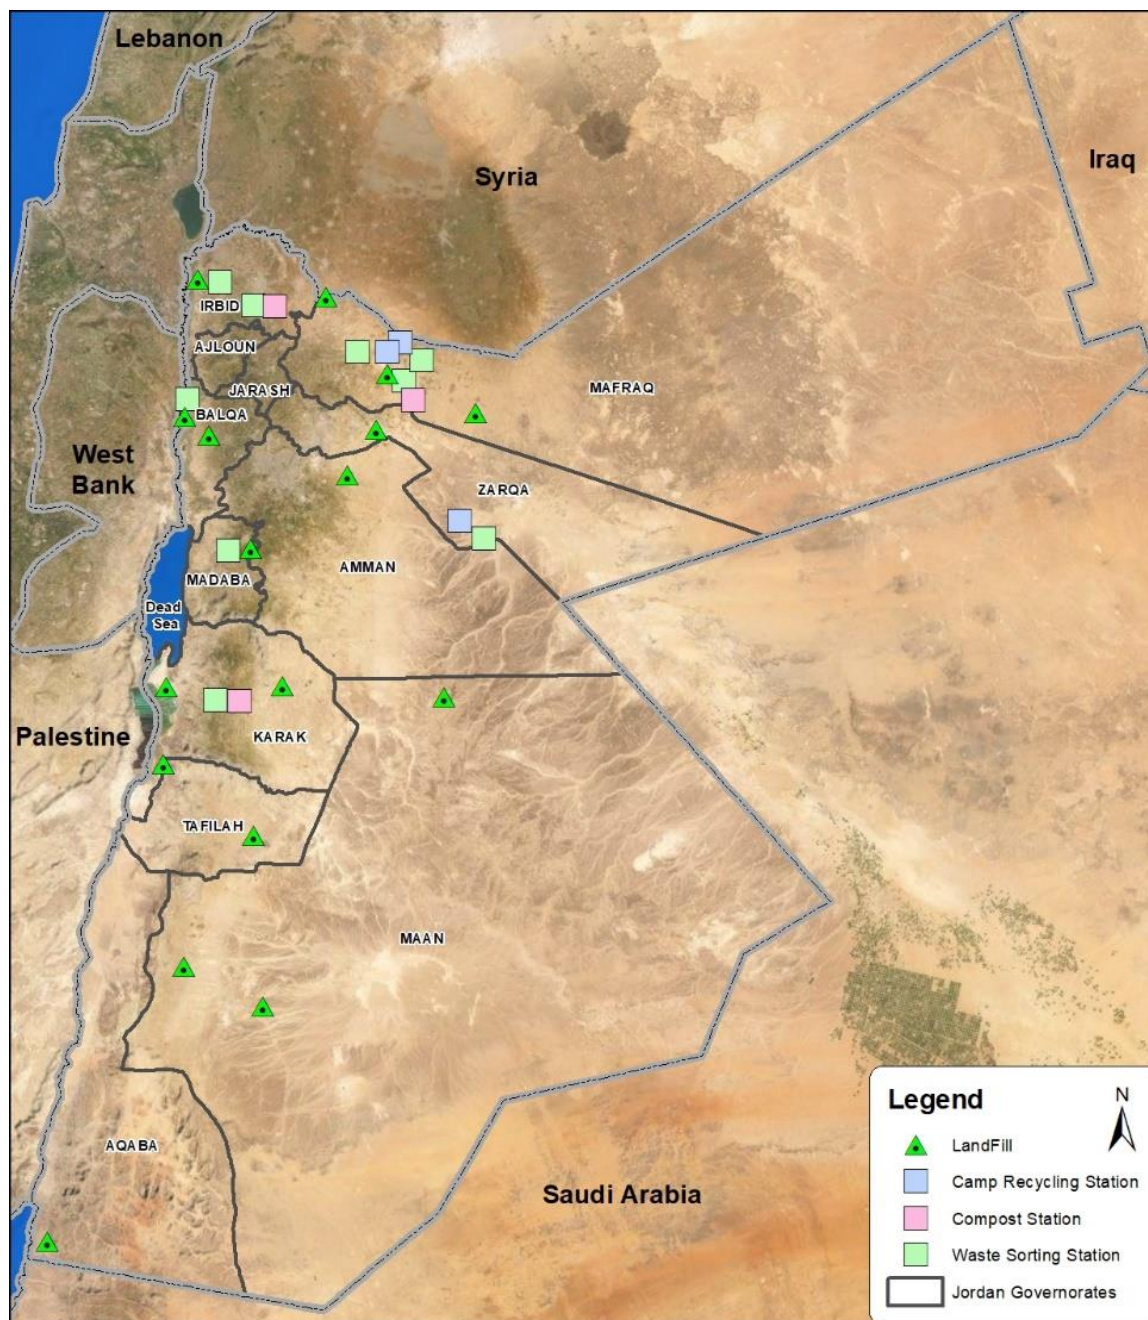 Lebanon
Syria
Iraq
IRBID
AJLOUN
JARASH
MAFRAQ
BALQA
West
Bank
ZARQA
AMMAN
MADABA
Dead
Sea
Palestine
KARAK
TAFILAH
MAAN
AQABA
Saudi Arabia
Legend
N
LandFill
Camp Recycling Station
Compost Station
Waste Sorting Station
Jordan Governorates